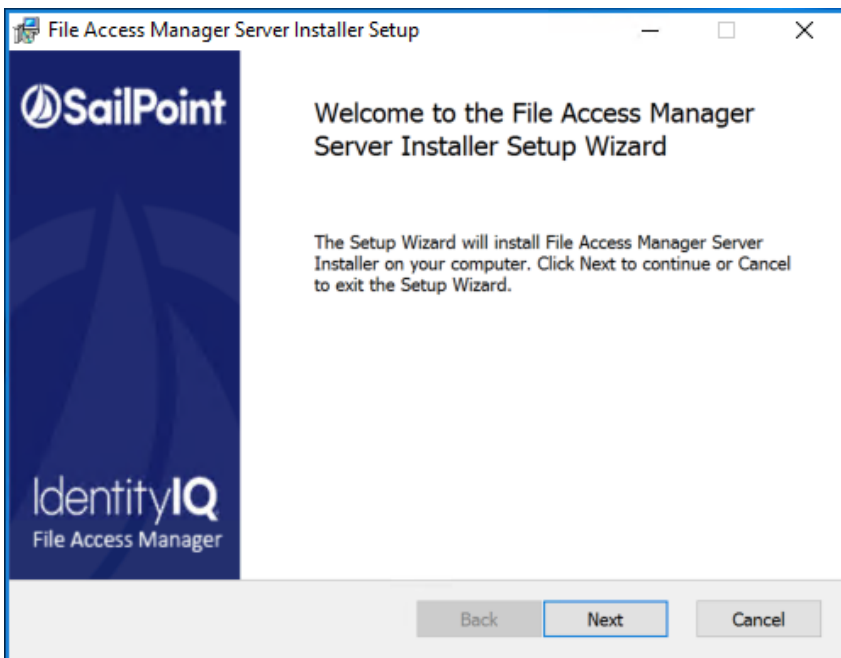 File Access Manager Server Installer Setup
SailPoint
Welcome to the File Access Manager
Server Installer Setup Wizard
The Setup Wizard will install File Access Manager Server
Installer on your computer. Click Next to continue or Cancel
to exit the Setup Wizard.
IdentityIQ
File Access Manager
Back
Next
Cancel